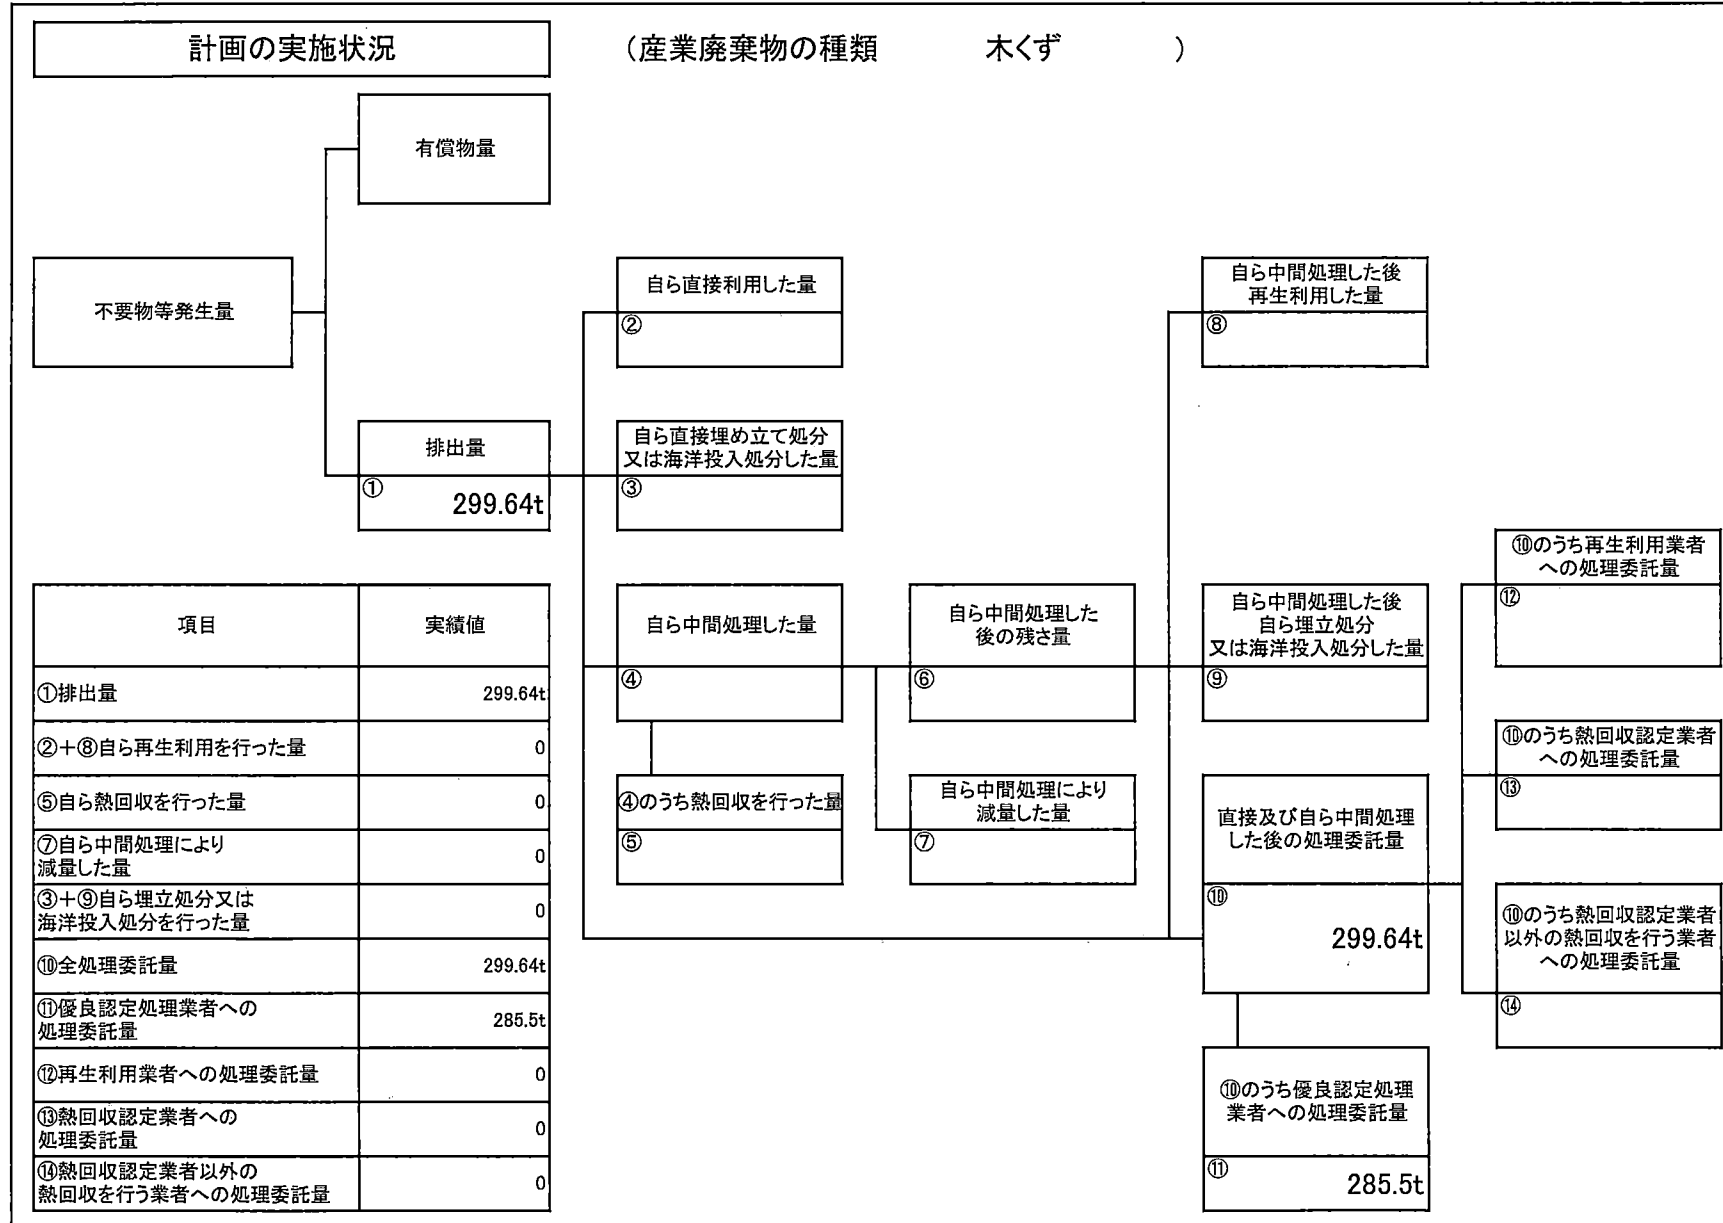 計画の実施状況
（産業廃棄物の種類 木くず ）
有償物量
不要物等発生量
排出量
①
299.64t
自ら直接利用した量
②
自ら直接埋め立て処分
又は海洋投入処分した量
③
自ら中間処理した量
④
④のうち熱回収を行った量
⑤
自ら中間処理した
後の残さ量
⑥
自ら中間処理により
減量した量
⑦
自ら中間処理した後
再生利用した量
⑧
自ら中間処理した後
自ら埋立処分
又は海洋投入処分した量
⑨
直接及び自ら中間処理
した後の処理委託量
⑩
299.64t
⑩のうち優良認定処理
業者への処理委託量
⑪
285.5t
⑩のうち再生利用業者
への処理委託量
⑫
⑩のうち熱回収認定業者
への処理委託量
⑬
⑩のうち熱回収認定業者
以外の熱回収を行う業者
への処理委託量
⑭
項目 実績値
①排出量 299.64t
②＋⑧自ら再生利用を行った量 0
⑤自ら熱回収を行った量 0
⑦自ら中間処理により
減量した量 0
③＋⑨自ら埋立処分又は
海洋投入処分を行った量 0
⑩全処理委託量 299.64t
⑪優良認定処理業者への
処理委託量 285.5t
⑫再生利用業者への処理委託量 0
⑬熱回収認定業者への
処理委託量 0
⑭熱回収認定業者以外の
熱回収を行う業者への処理委託量 0